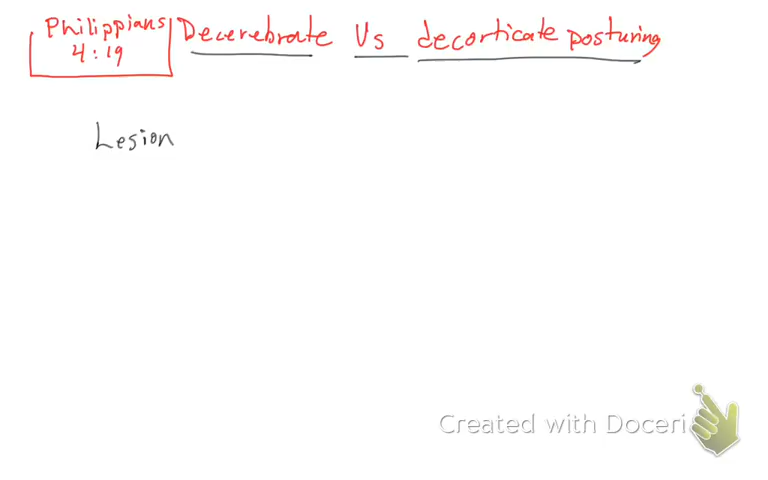 Philippians
4:19
Decerebrate Vs decorticate posturing
Lesion
Created with Doceri